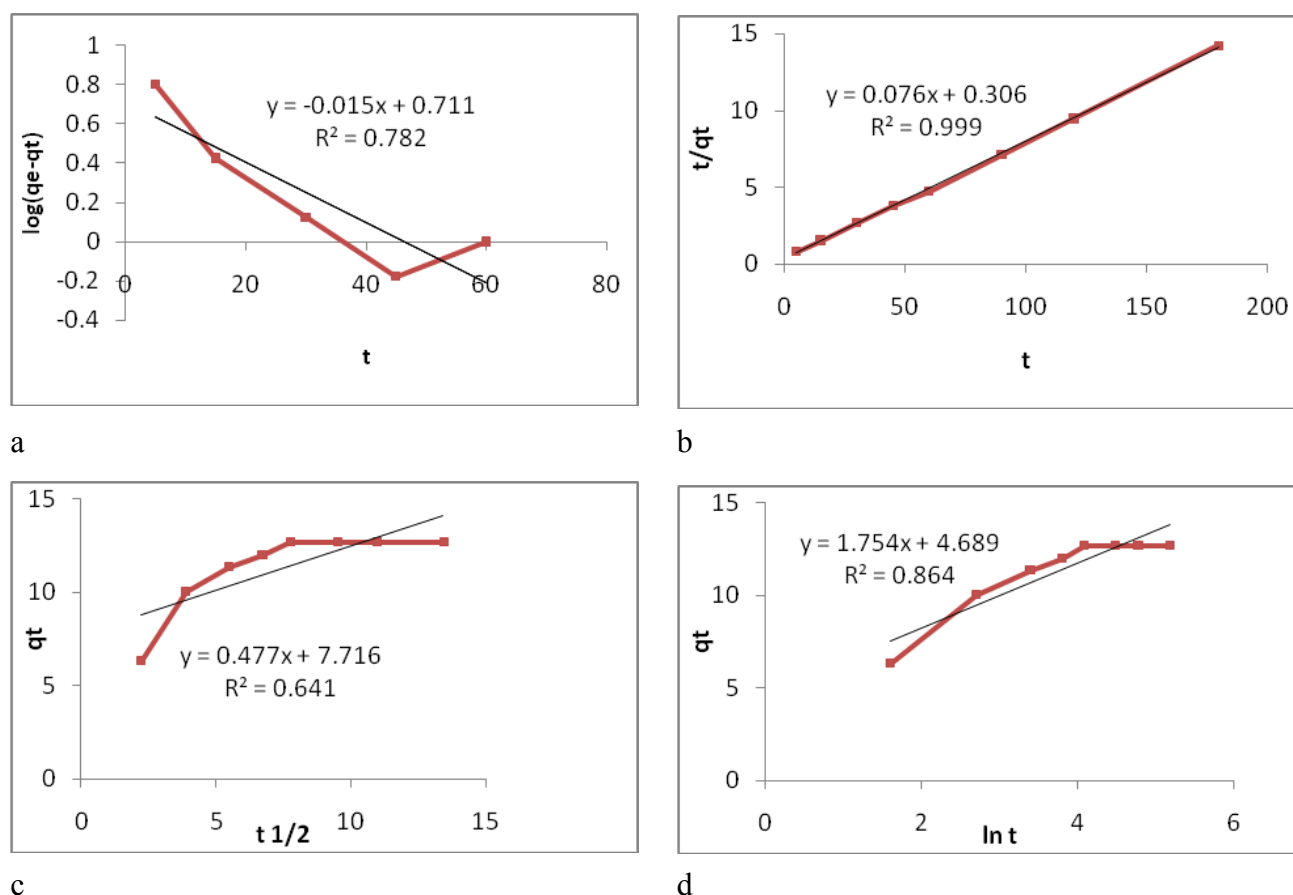 1
0.8
0.6
0.4
0.2
0
-0.2
-0.4
log(qe-qt)
y = -0.015x + 0.711
R² = 0.782
0
20
40
60
80
t
a
15
10
5
0
t/qt
y = 0.076x + 0.306
R² = 0.999
0
50
100
150
200
t
b
15
10
5
0
qt
y = 0.477x + 7.716
R² = 0.641
0
5
10
15
t 1/2
c
15
10
5
0
qt
y = 1.754x + 4.689
R² = 0.864
0
2
4
6
ln t
d